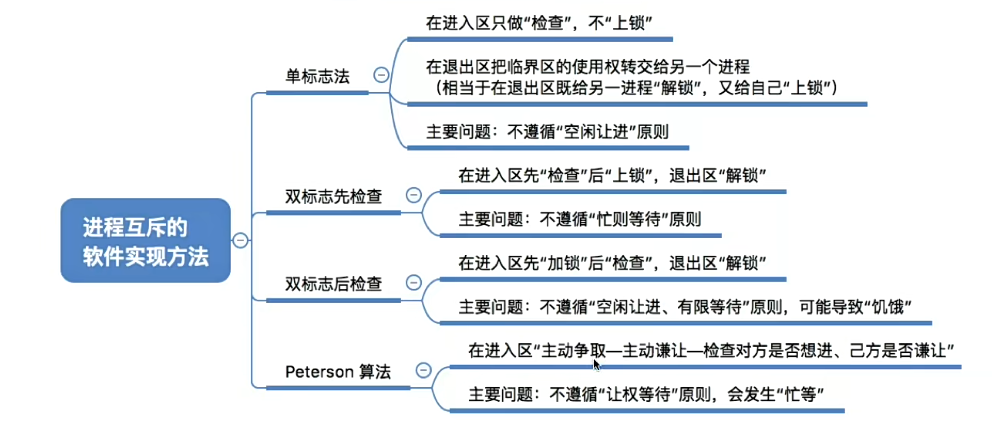 进程互斥的
软件实现方法
单标志法
在进入区只做“检查”，不“上锁”
在退出区把临界区的使用权转交给另一个进程
（相当于在退出区既给另一进程“解锁”，又给自己“上锁”）
主要问题：不遵循“空闲让进”原则
双标志先检查
在进入区先“检查”后“上锁”，退出区“解锁”
主要问题：不遵循“忙则等待”原则
双标志后检查
在进入区先“加锁”后“检查”，退出区“解锁”
主要问题：不遵循“空闲让进、有限等待”原则，可能导致“饥饿”
Peterson 算法
在进入区“主动争取—主动谦让—检查对方是否想进、己方是否谦让”
主要问题：不遵循“让权等待”原则，会发生“忙等”